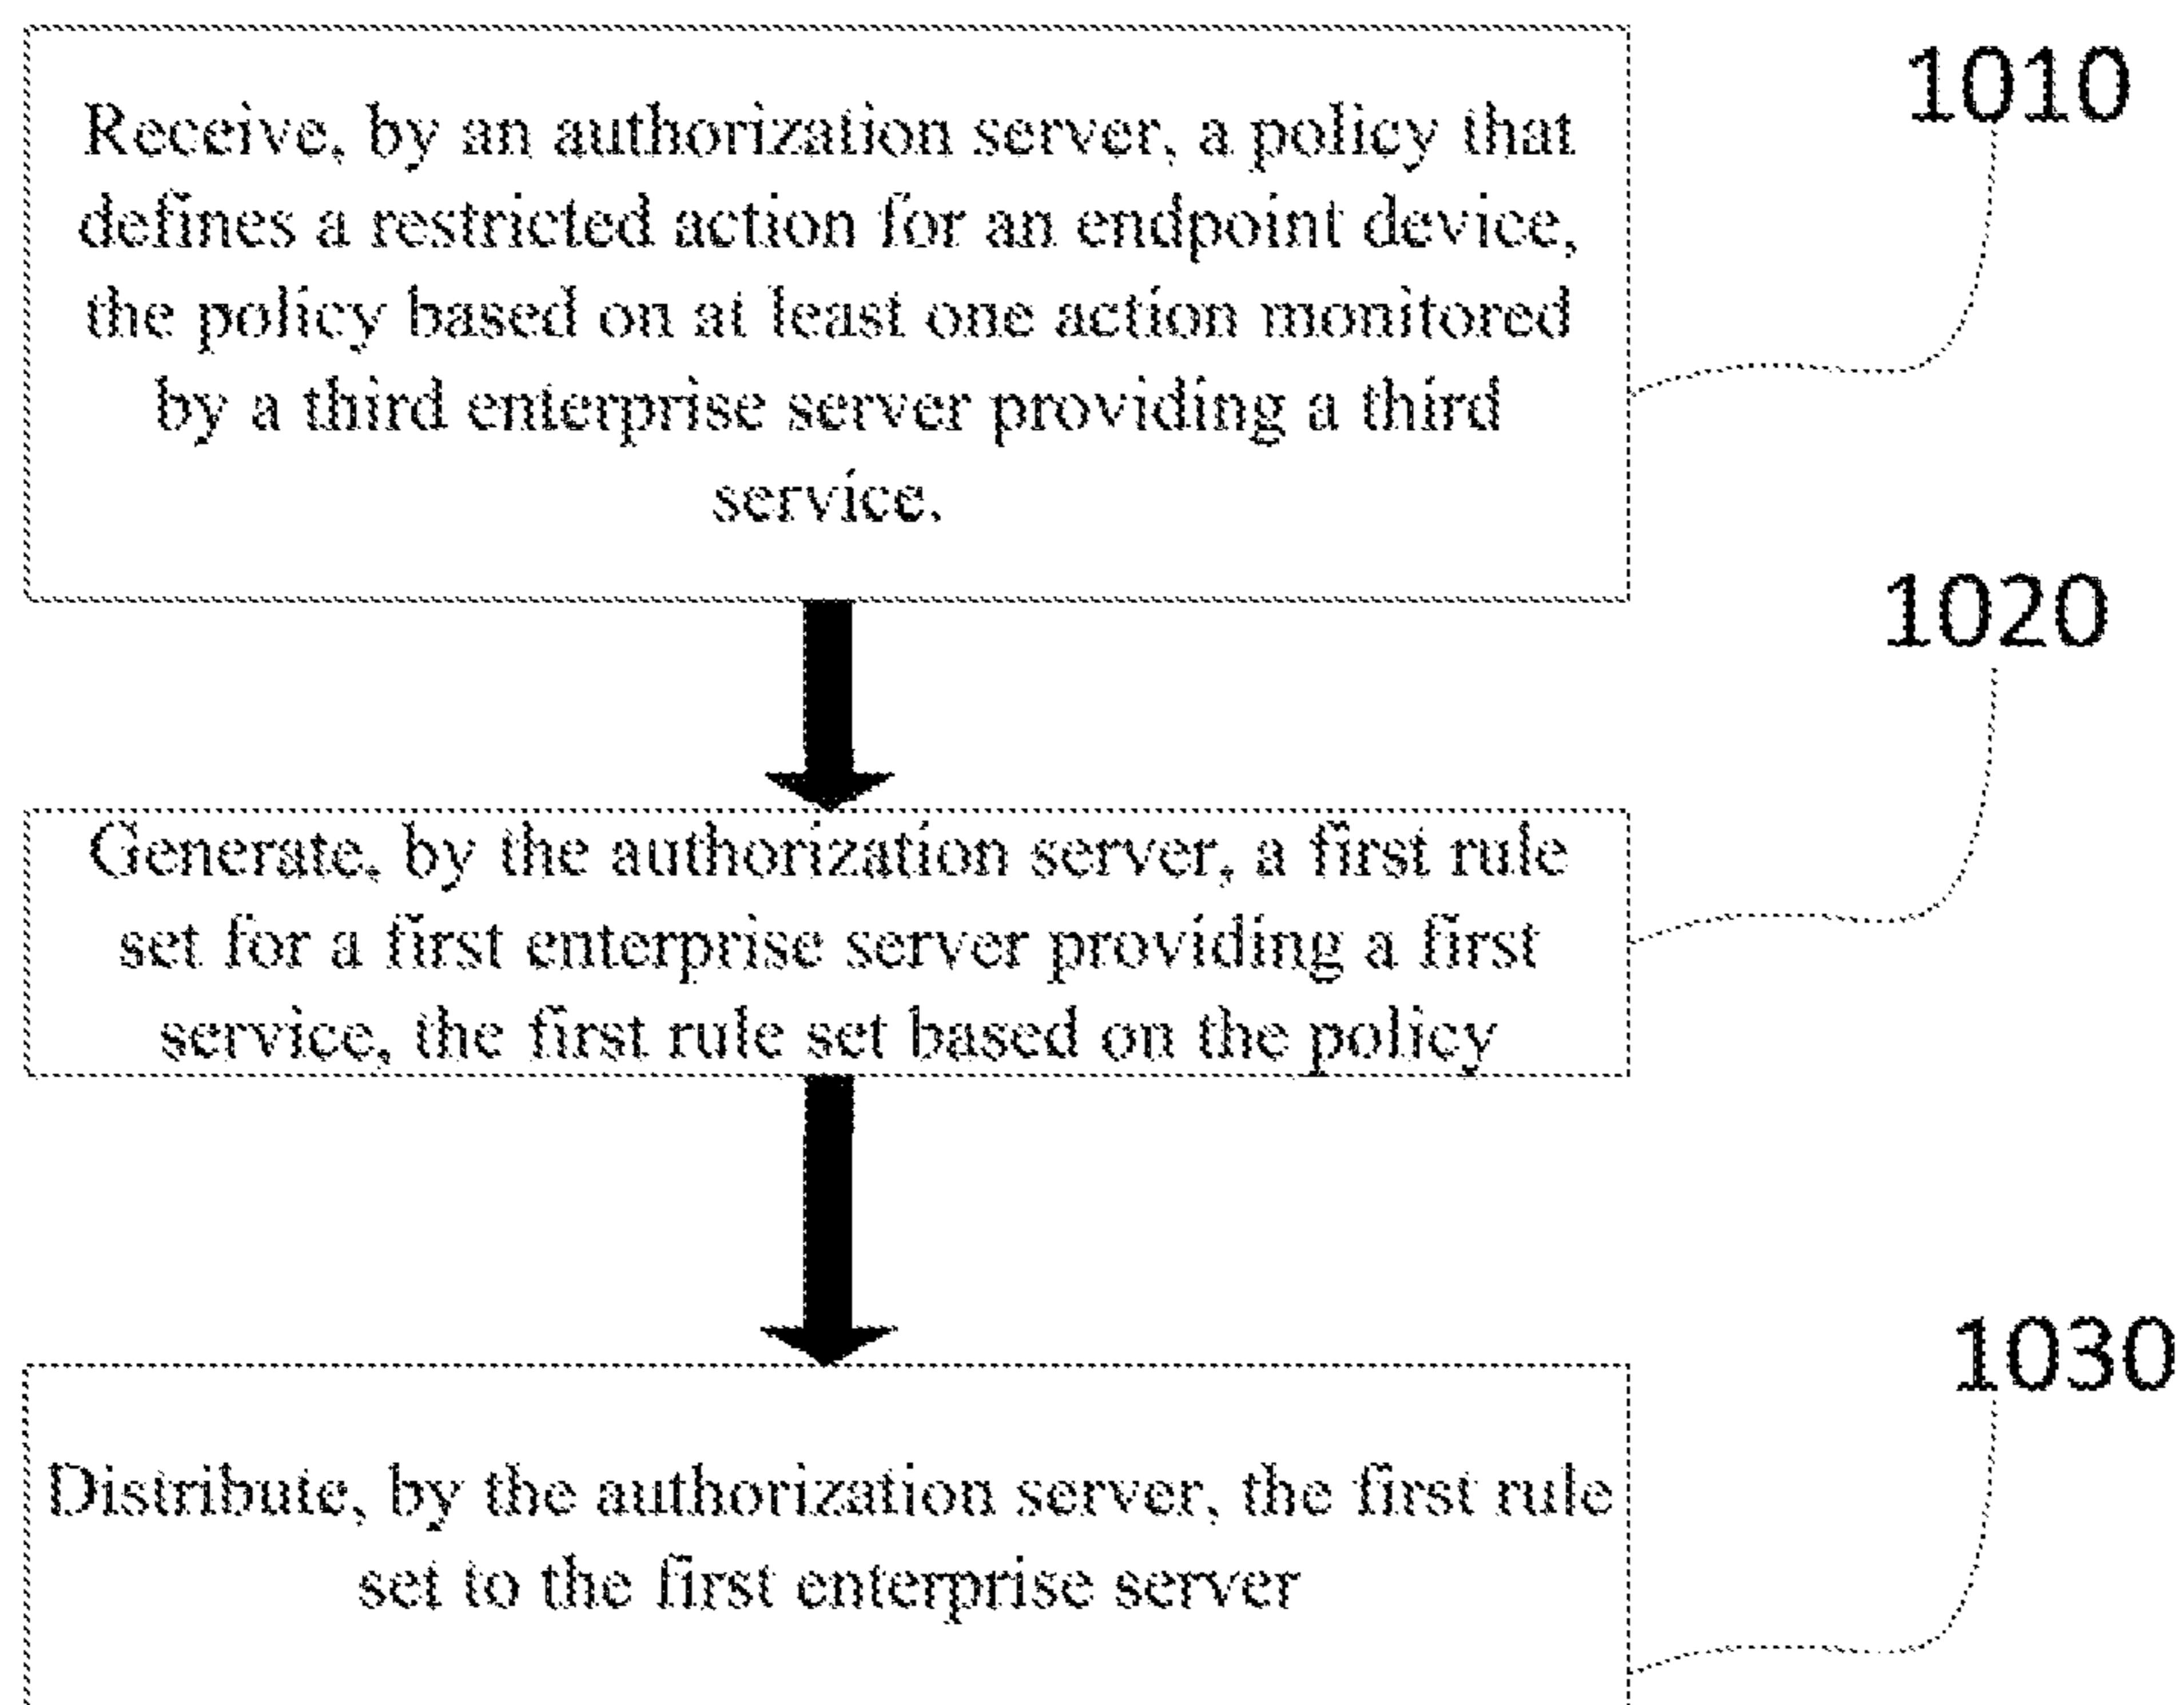 Receive, by an authorization server, a policy that
defines a restricted action for an endpoint device,
the policy based on at least one action monitored
by a third enterprise server providing a third
service.
1010
Generate, by the authorization server, a first rule
set for a first enterprise server providing a first
service, the first rule set based on the policy
1020
Distribute, by the authorization server, the first rule
set to the first enterprise server
1030